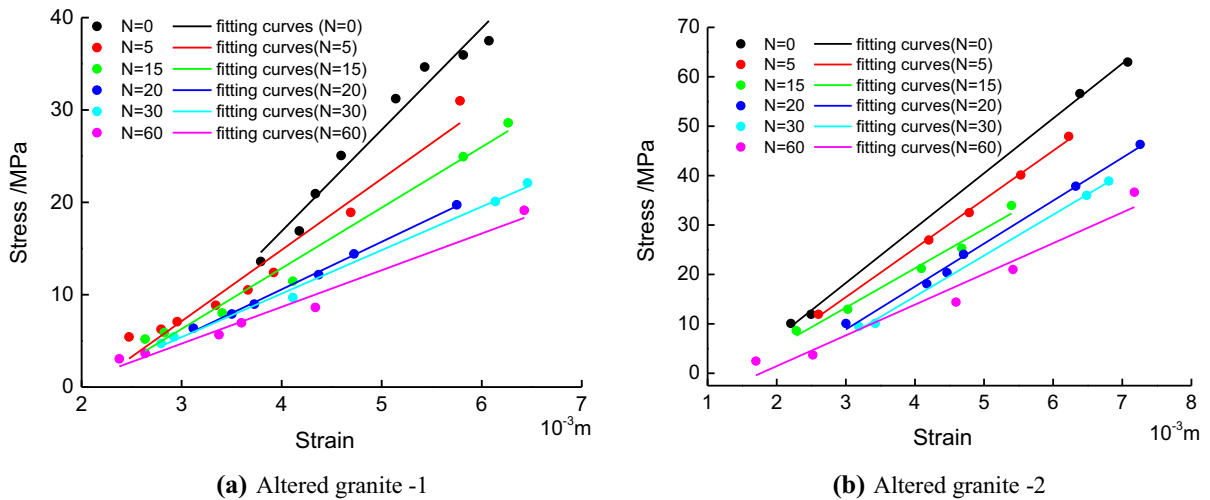 40
30
20
10
0
Stress /MPa
N=0 fitting curves (N=0)
N=5 fitting curves(N=5)
N=15 fitting curves(N=15)
N=20 fitting curves(N=20)
N=30 fitting curves(N=30)
N=60 fitting curves(N=60)
2 3 4 5 6 7
Strain
10⁻³m
(a) Altered granite -1
70
60
50
40
30
20
10
0
Stress /MPa
N=0 fitting curves(N=0)
N=5 fitting curves(N=5)
N=15 fitting curves(N=15)
N=20 fitting curves(N=20)
N=30 fitting curves(N=30)
N=60 fitting curves(N=60)
1 2 3 4 5 6 7 8
Strain
10⁻³m
(b) Altered granite -2